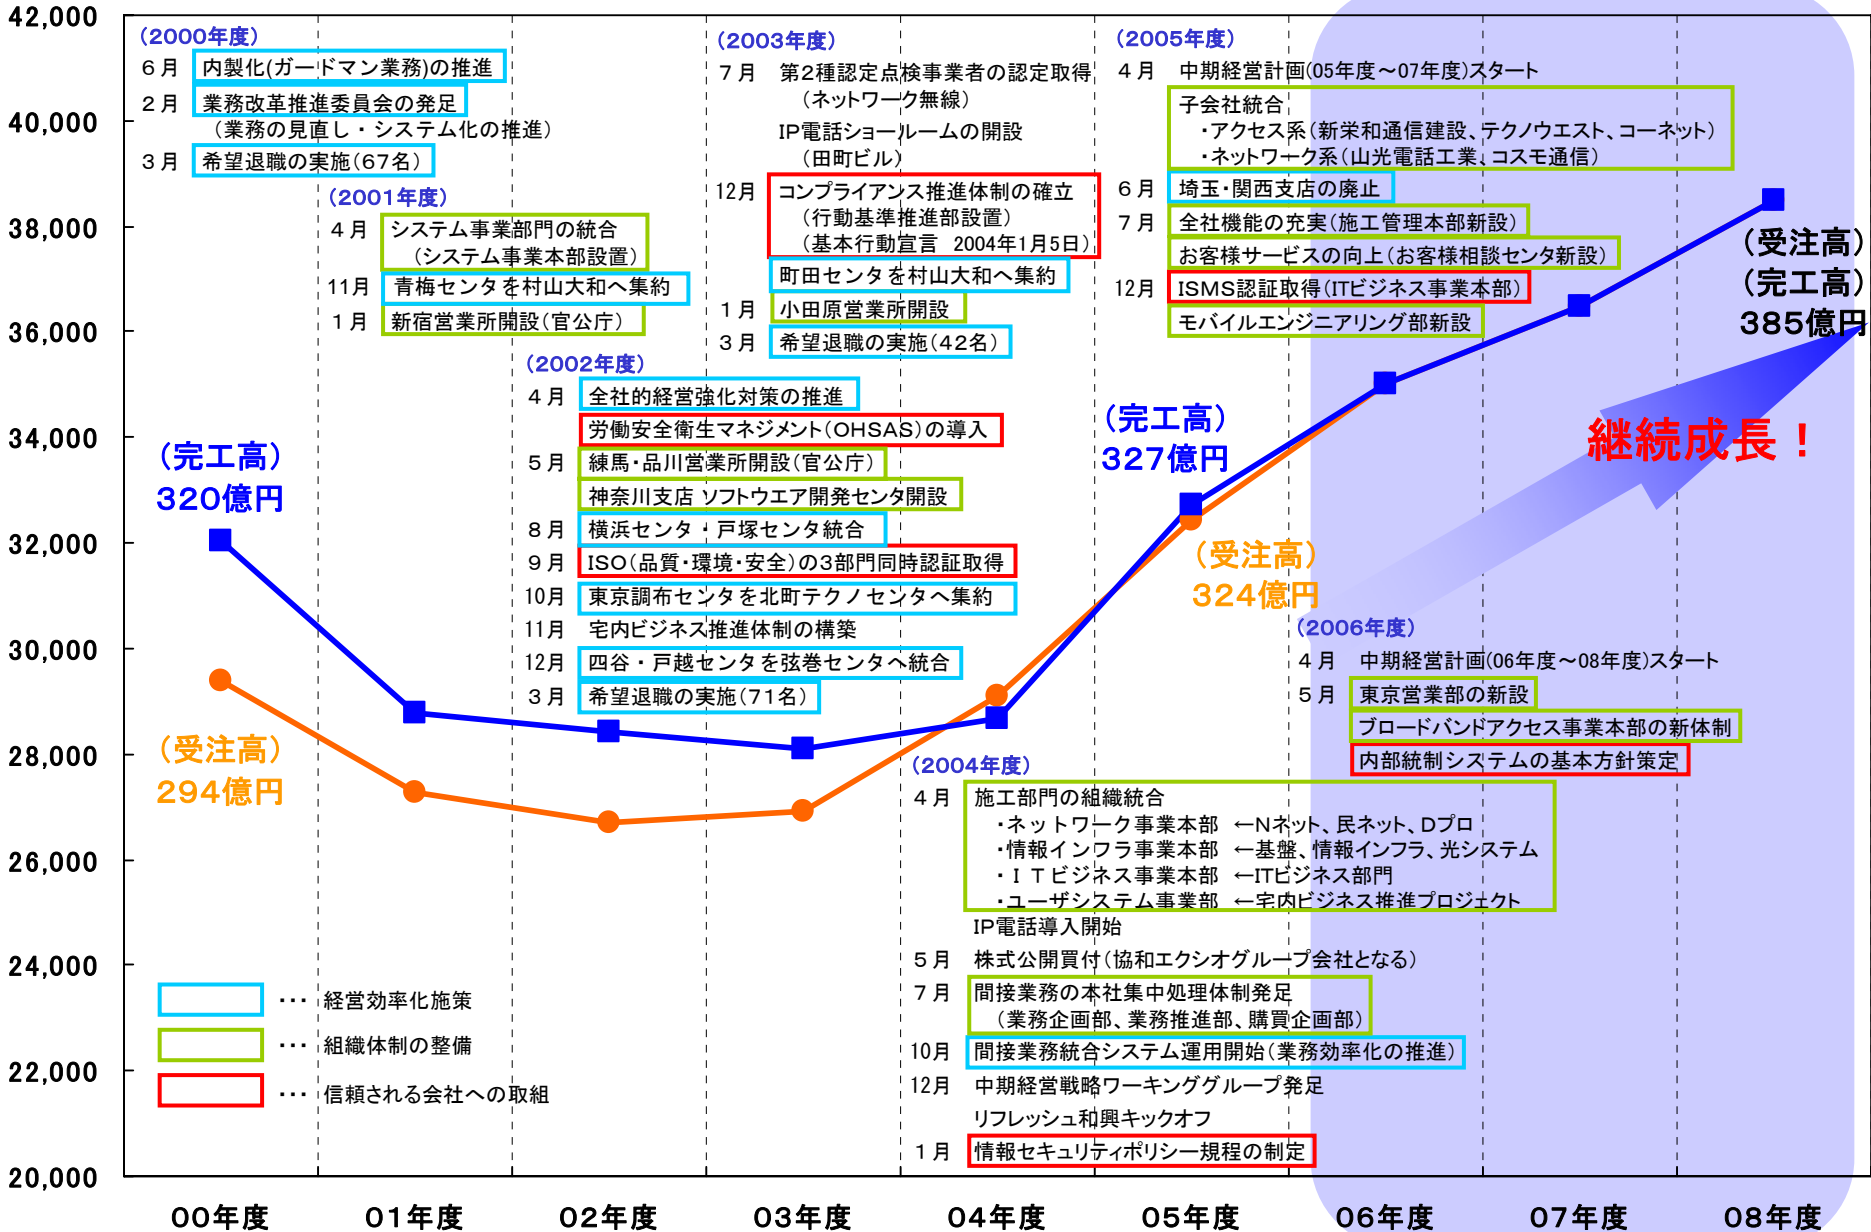 42,000
40,000
38,000
36,000
34,000
32,000
30,000
28,000
26,000
24,000
22,000
20,000
（2000年度）
６月 内製化(ガードマン業務)の推進
２月 業務改革推進委員会の発足
（業務の見直し・システム化の推進）
３月 希望退職の実施（67名）
（2001年度）
４月 システム事業部門の統合
（システム事業本部設置）
11月 青梅センタを村山大和へ集約
１月 新宿営業所開設（官公庁）
（2002年度）
４月 全社的経営強化対策の推進
労働安全衛生マネジメント（OHSAS）の導入
５月 練馬・品川営業所開設（官公庁）
神奈川支店 ソフトウエア開発センタ開設
８月 横浜センタ・戸塚センタ統合
９月 ISO（品質・環境・安全）の3部門同時認証取得
10月 東京調布センタを北町テクノセンタへ集約
11月 宅内ビジネス推進体制の構築
12月 四谷・戸越センタを弦巻センタへ統合
３月 希望退職の実施（71名）
（2003年度）
７月 第2種認定点検事業者の認定取得
（ネットワーク無線）
IP電話ショールームの開設
（田町ビル）
12月 コンプライアンス推進体制の確立
（行動基準推進部設置）
（基本行動宣言 2004年1月5日）
町田センタを村山大和へ集約
１月 小田原営業所開設
３月 希望退職の実施（42名）
（2004年度）
４月 施工部門の組織統合
・ネットワーク事業本部 ←Nネット、民ネット、Dプロ
・情報インフラ事業本部 ←基盤、情報インフラ、光システム
・ＩＴビジネス事業本部 ←ITビジネス部門
・ユーザシステム事業部 ←宅内ビジネス推進プロジェクト
IP電話導入開始
５月 株式公開買付（協和エクシオグループ会社となる）
７月 間接業務の本社集中処理体制発足
（業務企画部、業務推進部、購買企画部）
10月 間接業務統合システム運用開始（業務効率化の推進）
12月 中期経営戦略ワーキンググループ発足
リフレッシュ和興キックオフ
１月 情報セキュリティポリシー規程の制定
（2005年度）
４月 中期経営計画(05年度～07年度)スタート
子会社統合
・アクセス系（新栄和通信建設、テクノウエスト、コーネット）
・ネットワーク系（山光電話工業、コスモ通信）
６月 埼玉・関西支店の廃止
７月 全社機能の充実（施工管理本部新設）
お客様サービスの向上（お客様相談センタ新設）
12月 ISMS認証取得（ITビジネス事業本部）
モバイルエンジニアリング部新設
（2006年度）
４月 中期経営計画(06年度～08年度)スタート
５月 東京営業部の新設
ブロードバンドアクセス事業本部の新体制
内部統制システムの基本方針策定
（完工高）
320億円
（受注高）
294億円
（完工高）
327億円
（受注高）
324億円
（受注高）
（完工高）
385億円
継続成長！
・・・ 経営効率化施策
・・・ 組織体制の整備
・・・ 信頼される会社への取組
00年度 01年度 02年度 03年度 04年度 05年度 06年度 07年度 08年度